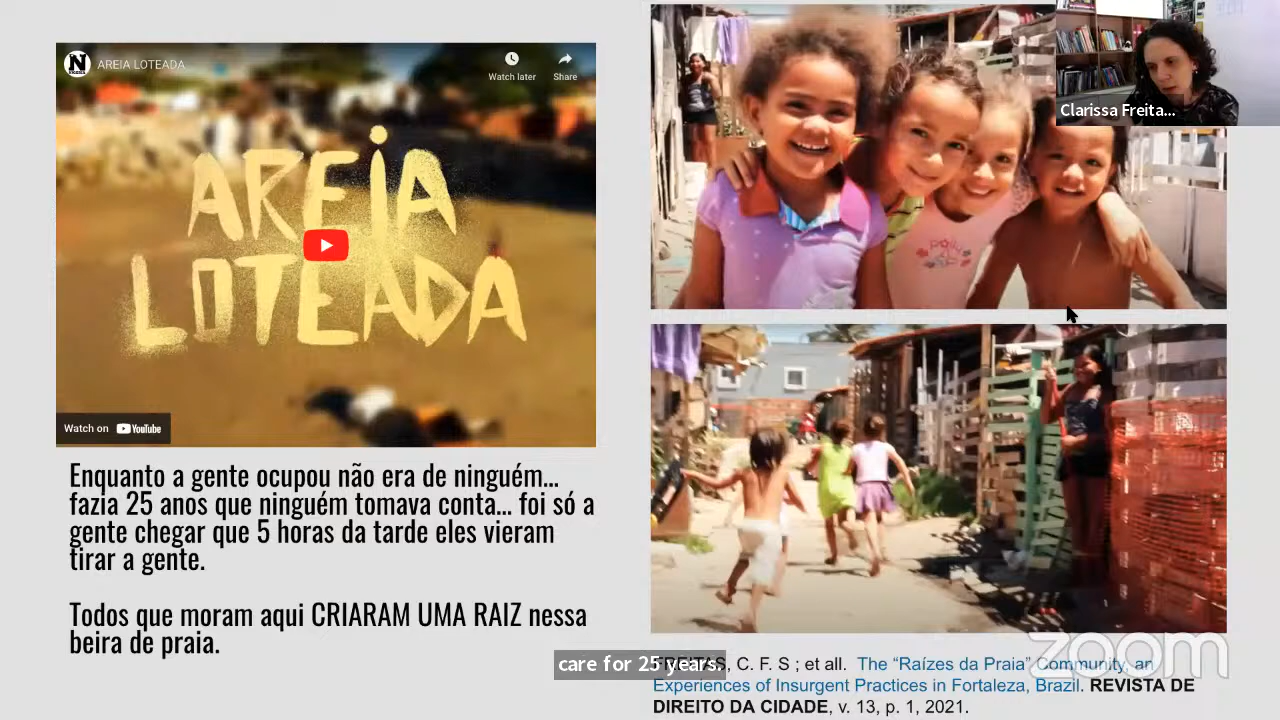 AREIA LOTEADA
Watch later
Share
AREiA
LOTEADA
Watch on YouTube
Enquanto a gente ocupou não era de ninguém...
fazia 25 anos que ninguém tomava conta... foi só a
gente chegar que 5 horas da tarde eles vieram
tirar a gente.
Todos que moram aqui CRIARAM UMA RAIZ nessa
beira de praia.
Clarissa Freita...
care for 25 years.
FREITAS, C. F. S ; et all. The “Raízes da Praia” Community, an
Experiences of Insurgent Practices in Fortaleza, Brazil. REVISTA DE
DIREITO DA CIDADE, v. 13, p. 1, 2021.
zoom